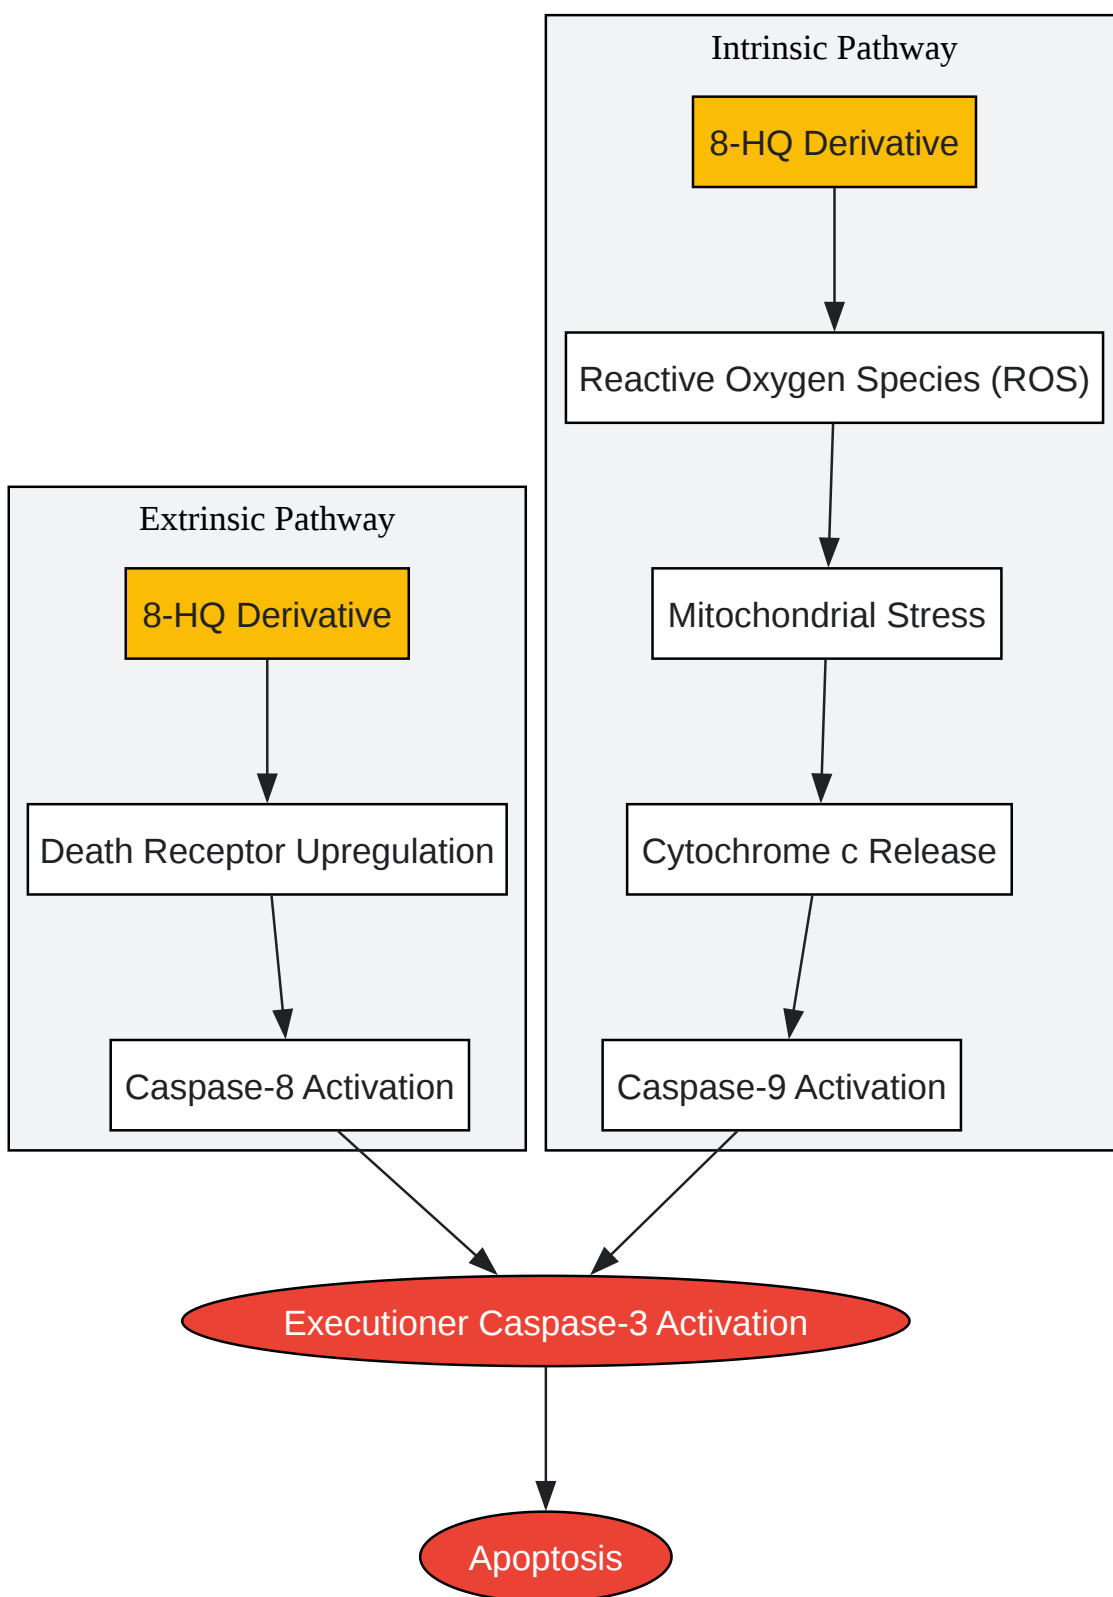 Intrinsic Pathway
8-HQ Derivative
Reactive Oxygen Species (ROS)
Extrinsic Pathway
8-HQ Derivative
Mitochondrial Stress
Death Receptor Upregulation
Cytochrome c Release
Caspase-8 Activation
Caspase-9 Activation
Executioner Caspase-3 Activation
Apoptosis